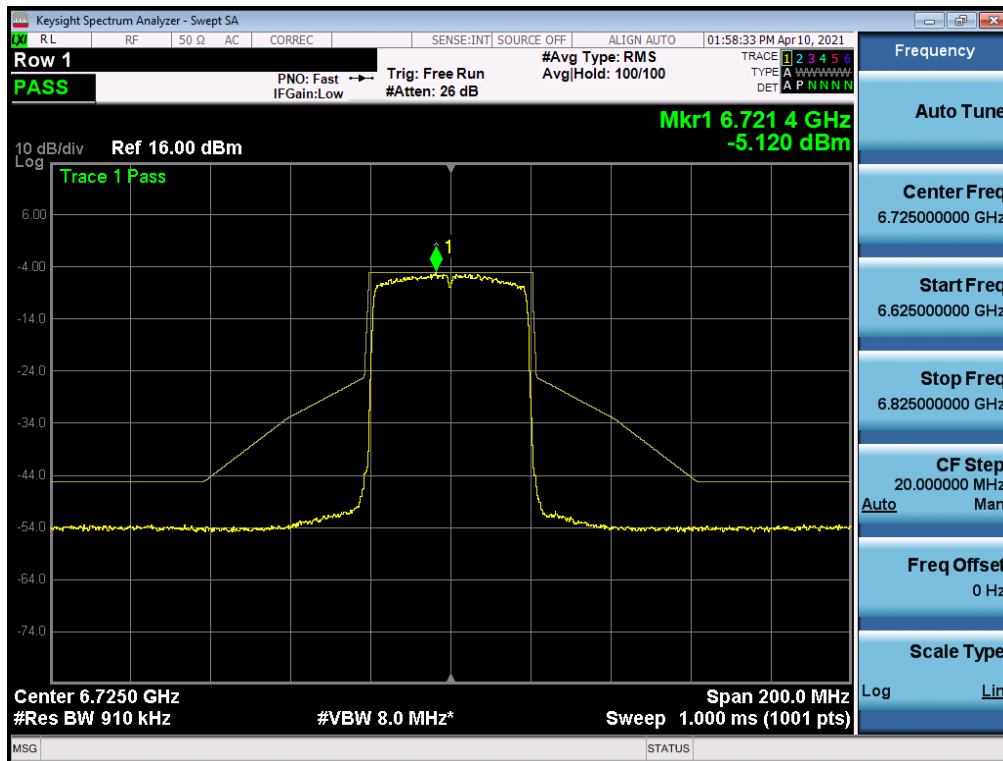 Keysight Spectrum Analyzer - Swept SA
LXI RL RF 50 Ω AC CORREC SENSE:INT SOURCE OFF ALIGN AUTO 01:58:33 PM Apr 10, 2021
Row 1
PASS
PNO: Fast
IFGain:Low
Trig: Free Run
#Atten: 26 dB
#Avg Type: RMS
Avg|Hold: 100/100
TRACE 1 2 3 4 5 6
TYPE A WWWWW
DET A P N N N N
Mkr1 6.721 4 GHz
-5.120 dBm
10 dB/div Ref 16.00 dBm
Log
Trace 1 Pass
1
6.00
-4.00
-14.0
-24.0
-34.0
-44.0
-54.0
-64.0
-74.0
Center 6.7250 GHz
Span 200.0 MHz
#Res BW 910 kHz
#VBW 8.0 MHz*
Sweep 1.000 ms (1001 pts)
MSG
STATUS
Frequency
Auto Tune
Center Freq
6.725000000 GHz
Start Freq
6.625000000 GHz
Stop Freq
6.825000000 GHz
CF Step
20.000000 MHz
Auto Man
Freq Offset
0 Hz
Scale Type
Log Lin